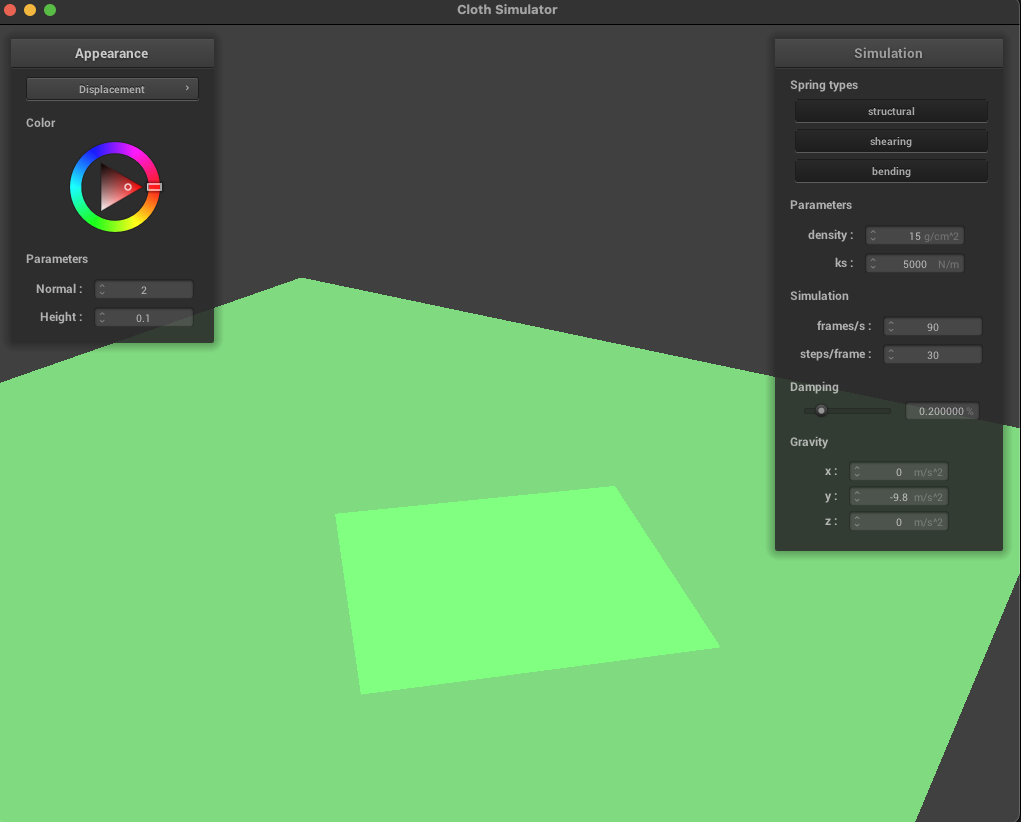 Cloth Simulator
Appearance
Displacement
Color
Parameters
Normal : 2
Height : 0.1
Simulation
Spring types
structural
shearing
bending
Parameters
density : 15 g/cm^2
ks : 5000 N/m
Simulation
frames/s : 90
steps/frame : 30
Damping
0.200000 %
Gravity
x : 0 m/s^2
y : -9.8 m/s^2
z : 0 m/s^2